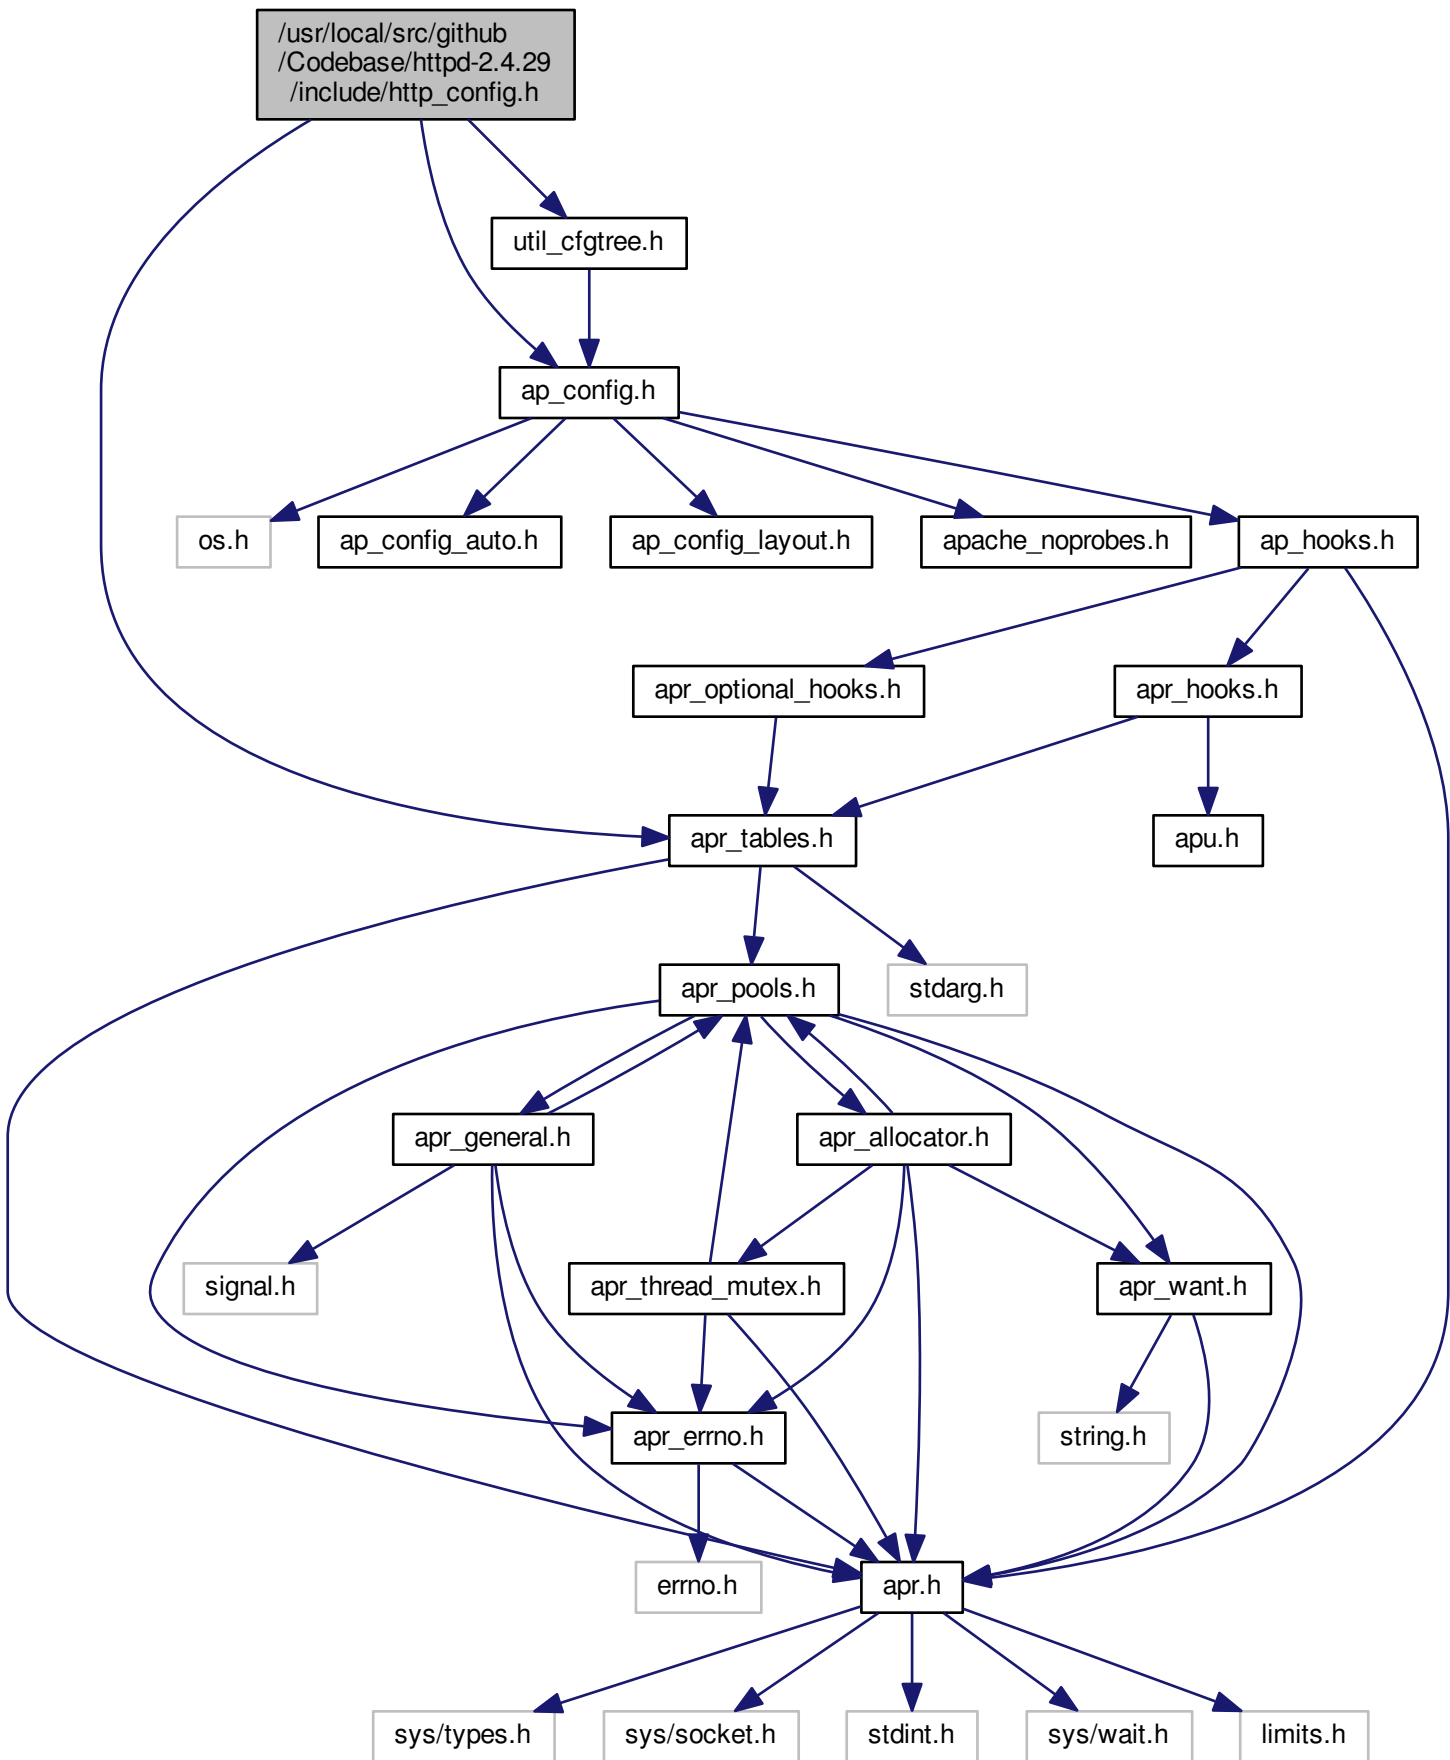 /usr/local/src/github
/Codebase/httpd-2.4.29
/include/http_config.h
util_cfgtree.h
ap_config.h
os.h
ap_config_auto.h
ap_config_layout.h
apache_noprobes.h
ap_hooks.h
apr_optional_hooks.h
apr_hooks.h
apr_tables.h
apu.h
apr_pools.h
stdarg.h
apr_general.h
apr_allocator.h
signal.h
apr_thread_mutex.h
apr_want.h
apr_errno.h
string.h
errno.h
apr.h
sys/types.h
sys/socket.h
stdint.h
sys/wait.h
limits.h